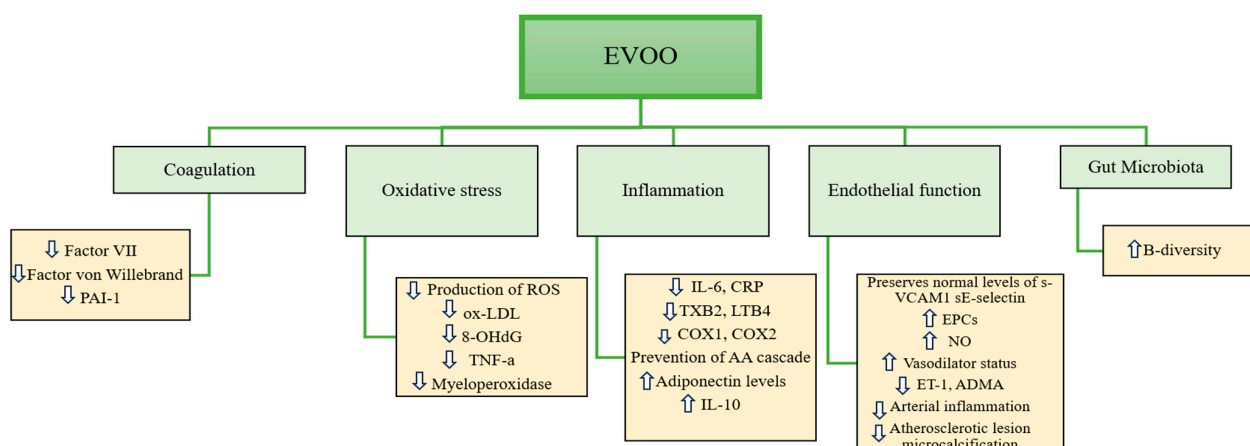 EVOO
Coagulation
Oxidative stress
Inflammation
Endothelial function
Gut Microbiota
⇩ Factor VII
⇩ Factor von Willebrand
⇩ PAI-1
⇩ Production of ROS
⇩ ox-LDL
⇩ 8-OHdG
⇩ TNF-a
⇩ Myeloperoxidase
⇩ IL-6, CRP
⇩ TXB2, LTB4
⇩ COX1, COX2
Prevention of AA cascade
⇧ Adiponectin levels
⇧ IL-10
Preserves normal levels of s-
VCAM1 sE-selectin
⇧ EPCs
⇧ NO
⇧ Vasodilator status
⇩ ET-1, ADMA
⇩ Arterial inflammation
⇩ Atherosclerotic lesion
microcalcification
⇧ B-diversity